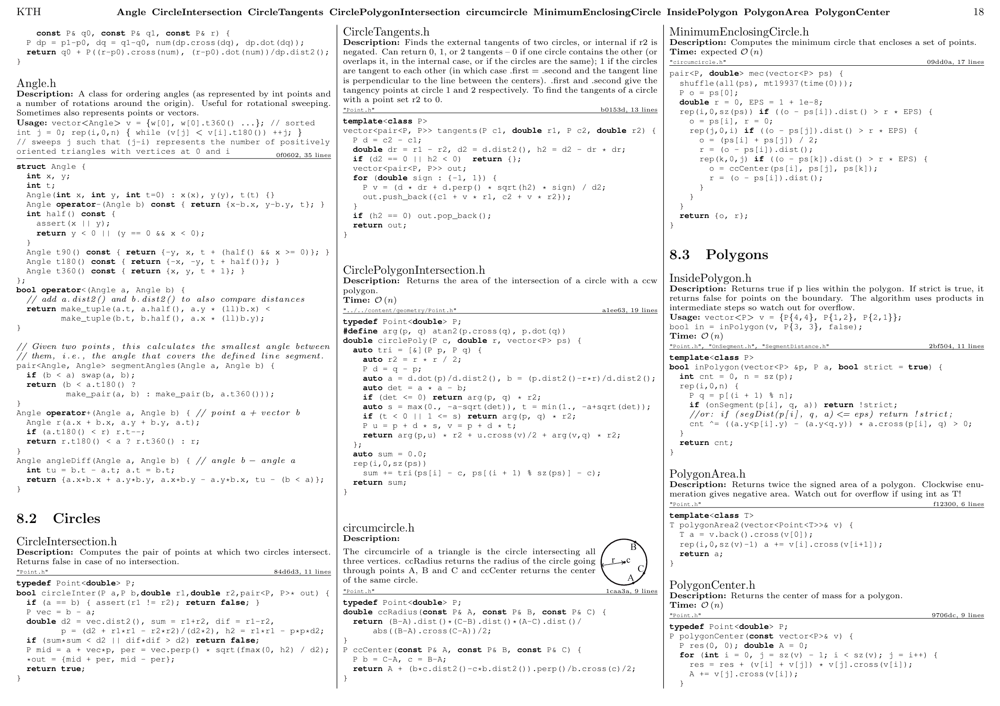 KTH
Angle CircleIntersection CircleTangents CirclePolygonIntersection circumcircle MinimumEnclosingCircle InsidePolygon PolygonArea PolygonCenter
18
    const P& q0, const P& q1, const P& r) {
  P dp = p1-p0, dq = q1-q0, num(dp.cross(dq), dp.dot(dq));
  return q0 + P((r-p0).cross(num), (r-p0).dot(num))/dp.dist2();
}
Angle.h
Description: A class for ordering angles (as represented by int points and
a number of rotations around the origin). Useful for rotational sweeping.
Sometimes also represents points or vectors.
Usage: vector<Angle> v = {w[0], w[0].t360() ...}; // sorted
int j = 0; rep(i,0,n) { while (v[j] < v[i].t180()) ++j; }
// sweeps j such that (j-i) represents the number of positively
oriented triangles with vertices at 0 and i
0f0602, 35 lines
struct Angle {
  int x, y;
  int t;
  Angle(int x, int y, int t=0) : x(x), y(y), t(t) {}
  Angle operator-(Angle b) const { return {x-b.x, y-b.y, t}; }
  int half() const {
    assert(x || y);
    return y < 0 || (y == 0 && x < 0);
  }
  Angle t90() const { return {-y, x, t + (half() && x >= 0)}; }
  Angle t180() const { return {-x, -y, t + half()}; }
  Angle t360() const { return {x, y, t + 1}; }
};
bool operator<(Angle a, Angle b) {
  // add a.dist2() and b.dist2() to also compare distances
  return make_tuple(a.t, a.half(), a.y * (ll)b.x) <
         make_tuple(b.t, b.half(), a.x * (ll)b.y);
}
// Given two points, this calculates the smallest angle between
// them, i.e., the angle that covers the defined line segment.
pair<Angle, Angle> segmentAngles(Angle a, Angle b) {
  if (b < a) swap(a, b);
  return (b < a.t180() ?
          make_pair(a, b) : make_pair(b, a.t360()));
}
Angle operator+(Angle a, Angle b) { // point a + vector b
  Angle r(a.x + b.x, a.y + b.y, a.t);
  if (a.t180() < r) r.t--;
  return r.t180() < a ? r.t360() : r;
}
Angle angleDiff(Angle a, Angle b) { // angle b − angle a
  int tu = b.t - a.t; a.t = b.t;
  return {a.x*b.x + a.y*b.y, a.x*b.y - a.y*b.x, tu - (b < a)};
}
8.2 Circles
CircleIntersection.h
Description: Computes the pair of points at which two circles intersect.
Returns false in case of no intersection.
"Point.h"
84d6d3, 11 lines
typedef Point<double> P;
bool circleInter(P a,P b,double r1,double r2,pair<P, P>* out) {
  if (a == b) { assert(r1 != r2); return false; }
  P vec = b - a;
  double d2 = vec.dist2(), sum = r1+r2, dif = r1-r2,
         p = (d2 + r1*r1 - r2*r2)/(d2*2), h2 = r1*r1 - p*p*d2;
  if (sum*sum < d2 || dif*dif > d2) return false;
  P mid = a + vec*p, per = vec.perp() * sqrt(fmax(0, h2) / d2);
  *out = {mid + per, mid - per};
  return true;
}
CircleTangents.h
Description: Finds the external tangents of two circles, or internal if r2 is
negated. Can return 0, 1, or 2 tangents – 0 if one circle contains the other (or
overlaps it, in the internal case, or if the circles are the same); 1 if the circles
are tangent to each other (in which case .first = .second and the tangent line
is perpendicular to the line between the centers). .first and .second give the
tangency points at circle 1 and 2 respectively. To find the tangents of a circle
with a point set r2 to 0.
"Point.h"
b0153d, 13 lines
template<class P>
vector<pair<P, P>> tangents(P c1, double r1, P c2, double r2) {
  P d = c2 - c1;
  double dr = r1 - r2, d2 = d.dist2(), h2 = d2 - dr * dr;
  if (d2 == 0 || h2 < 0)  return {};
  vector<pair<P, P>> out;
  for (double sign : {-1, 1}) {
    P v = (d * dr + d.perp() * sqrt(h2) * sign) / d2;
    out.push_back({c1 + v * r1, c2 + v * r2});
  }
  if (h2 == 0) out.pop_back();
  return out;
}
CirclePolygonIntersection.h
Description: Returns the area of the intersection of a circle with a ccw
polygon.
Time: O(n)
"../../content/geometry/Point.h"
a1ee63, 19 lines
typedef Point<double> P;
#define arg(p, q) atan2(p.cross(q), p.dot(q))
double circlePoly(P c, double r, vector<P> ps) {
  auto tri = [&](P p, P q) {
    auto r2 = r * r / 2;
    P d = q - p;
    auto a = d.dot(p)/d.dist2(), b = (p.dist2()-r*r)/d.dist2();
    auto det = a * a - b;
    if (det <= 0) return arg(p, q) * r2;
    auto s = max(0., -a-sqrt(det)), t = min(1., -a+sqrt(det));
    if (t < 0 || 1 <= s) return arg(p, q) * r2;
    P u = p + d * s, v = p + d * t;
    return arg(p,u) * r2 + u.cross(v)/2 + arg(v,q) * r2;
  };
  auto sum = 0.0;
  rep(i,0,sz(ps))
    sum += tri(ps[i] - c, ps[(i + 1) % sz(ps)] - c);
  return sum;
}
circumcircle.h
Description:
The circumcirle of a triangle is the circle intersecting all
three vertices. ccRadius returns the radius of the circle going
through points A, B and C and ccCenter returns the center
of the same circle.
B
r c
C
A
"Point.h"
1caa3a, 9 lines
typedef Point<double> P;
double ccRadius(const P& A, const P& B, const P& C) {
  return (B-A).dist()*(C-B).dist()*(A-C).dist()/
      abs((B-A).cross(C-A))/2;
}
P ccCenter(const P& A, const P& B, const P& C) {
  P b = C-A, c = B-A;
  return A + (b*c.dist2()-c*b.dist2()).perp()/b.cross(c)/2;
}
MinimumEnclosingCircle.h
Description: Computes the minimum circle that encloses a set of points.
Time: expected O(n)
"circumcircle.h"
09dd0a, 17 lines
pair<P, double> mec(vector<P> ps) {
  shuffle(all(ps), mt19937(time(0)));
  P o = ps[0];
  double r = 0, EPS = 1 + 1e-8;
  rep(i,0,sz(ps)) if ((o - ps[i]).dist() > r * EPS) {
    o = ps[i], r = 0;
    rep(j,0,i) if ((o - ps[j]).dist() > r * EPS) {
      o = (ps[i] + ps[j]) / 2;
      r = (o - ps[i]).dist();
      rep(k,0,j) if ((o - ps[k]).dist() > r * EPS) {
        o = ccCenter(ps[i], ps[j], ps[k]);
        r = (o - ps[i]).dist();
      }
    }
  }
  return {o, r};
}
8.3 Polygons
InsidePolygon.h
Description: Returns true if p lies within the polygon. If strict is true, it
returns false for points on the boundary. The algorithm uses products in
intermediate steps so watch out for overflow.
Usage: vector<P> v = {P{4,4}, P{1,2}, P{2,1}};
bool in = inPolygon(v, P{3, 3}, false);
Time: O(n)
"Point.h", "OnSegment.h", "SegmentDistance.h"
2bf504, 11 lines
template<class P>
bool inPolygon(vector<P> &p, P a, bool strict = true) {
  int cnt = 0, n = sz(p);
  rep(i,0,n) {
    P q = p[(i + 1) % n];
    if (onSegment(p[i], q, a)) return !strict;
    //or: if (segDist(p[i], q, a) <= eps) return !strict;
    cnt ^= ((a.y<p[i].y) - (a.y<q.y)) * a.cross(p[i], q) > 0;
  }
  return cnt;
}
PolygonArea.h
Description: Returns twice the signed area of a polygon. Clockwise enu-
meration gives negative area. Watch out for overflow if using int as T!
"Point.h"
f12300, 6 lines
template<class T>
T polygonArea2(vector<Point<T>>& v) {
  T a = v.back().cross(v[0]);
  rep(i,0,sz(v)-1) a += v[i].cross(v[i+1]);
  return a;
}
PolygonCenter.h
Description: Returns the center of mass for a polygon.
Time: O(n)
"Point.h"
9706dc, 9 lines
typedef Point<double> P;
P polygonCenter(const vector<P>& v) {
  P res(0, 0); double A = 0;
  for (int i = 0, j = sz(v) - 1; i < sz(v); j = i++) {
    res = res + (v[i] + v[j]) * v[j].cross(v[i]);
    A += v[j].cross(v[i]);
  }